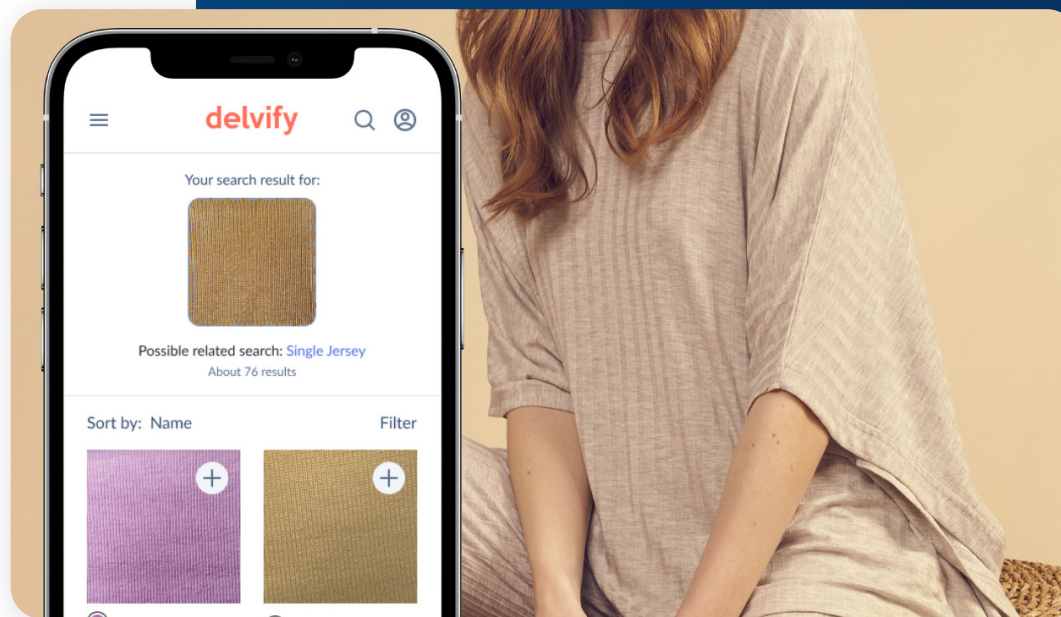 delvify
Your search result for:
Possible related search: Single Jersey
About 76 results
Sort by: Name
Filter